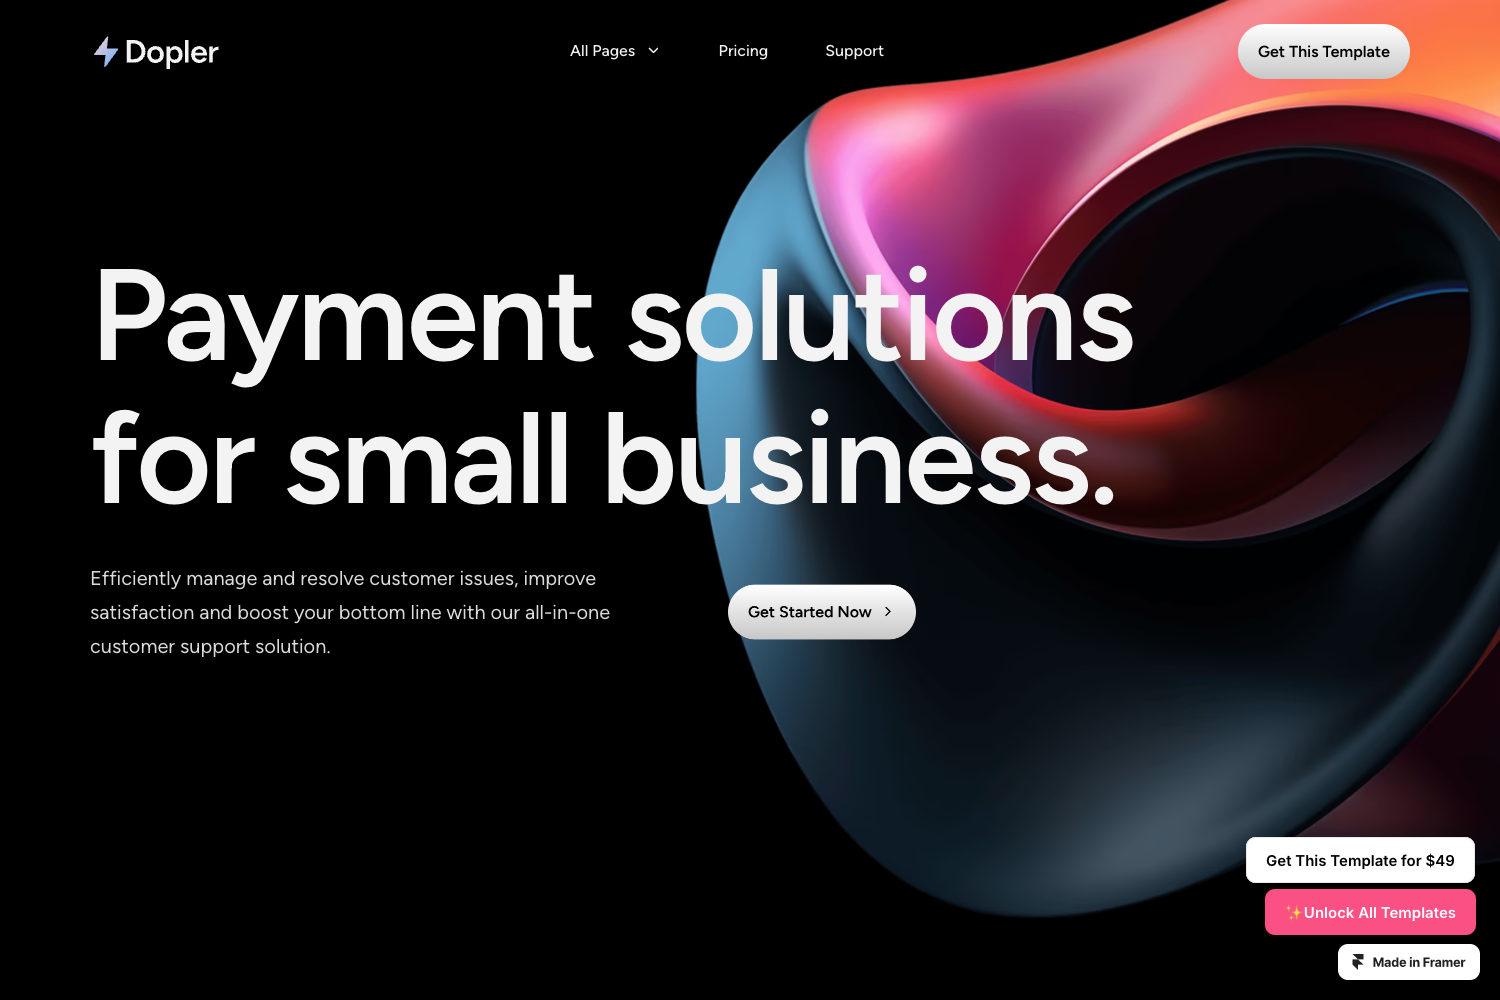 Dopler
All Pages
Pricing
Support
Get This Template
Payment solutions
for small business.
Efficiently manage and resolve customer issues, improve
satisfaction and boost your bottom line with our all-in-one
customer support solution.
Get Started Now
Get This Template for $49
✨Unlock All Templates
Made in Framer